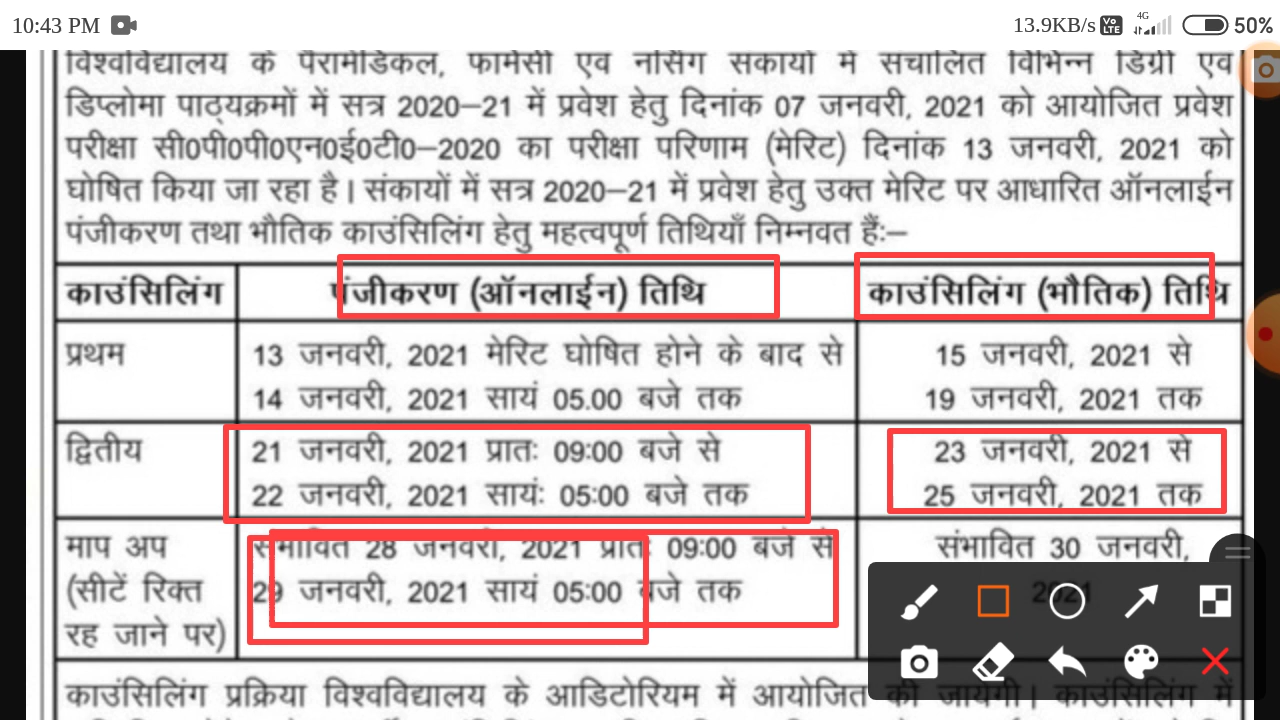 10:43 PM 13.9KB/s Vo LTE 4G 50%
विश्वविद्यालय के पैरामेडिकल, फार्मेसी एवं नर्सिंग संकायों में संचालित विभिन्न डिग्री एवं
डिप्लोमा पाठ्यक्रमों में सत्र 2020–21 में प्रवेश हेतु दिनांक 07 जनवरी, 2021 को आयोजित प्रवेश
परीक्षा सी0पी0पी0एन0ई0टी0–2020 का परीक्षा परिणाम (मेरिट) दिनांक 13 जनवरी, 2021 को
घोषित किया जा रहा है। संकायों में सत्र 2020–21 में प्रवेश हेतु उक्त मेरिट पर आधारित ऑनलाईन
पंजीकरण तथा भौतिक काउंसिलिंग हेतु महत्वपूर्ण तिथियाँ निम्नवत हैंः–
काउंसिलिंग पंजीकरण (ऑनलाईन) तिथि काउंसिलिंग (भौतिक) तिथि
प्रथम 13 जनवरी, 2021 मेरिट घोषित होने के बाद से 15 जनवरी, 2021 से
14 जनवरी, 2021 सायं 05.00 बजे तक 19 जनवरी, 2021 तक
द्वितीय 21 जनवरी, 2021 प्रातः 09:00 बजे से 23 जनवरी, 2021 से
22 जनवरी, 2021 सायंः 05:00 बजे तक 25 जनवरी, 2021 तक
माप अप संभावित 28 जनवरी, 2021 प्रातः 09:00 बजे से संभावित 30 जनवरी,
(सीटें रिक्त 29 जनवरी, 2021 सायं 05:00 बजे तक 2021
रह जाने पर)
काउंसिलिंग प्रक्रिया विश्वविद्यालय के आडिटोरियम में आयोजित की जायेगी। काउंसिलिंग में